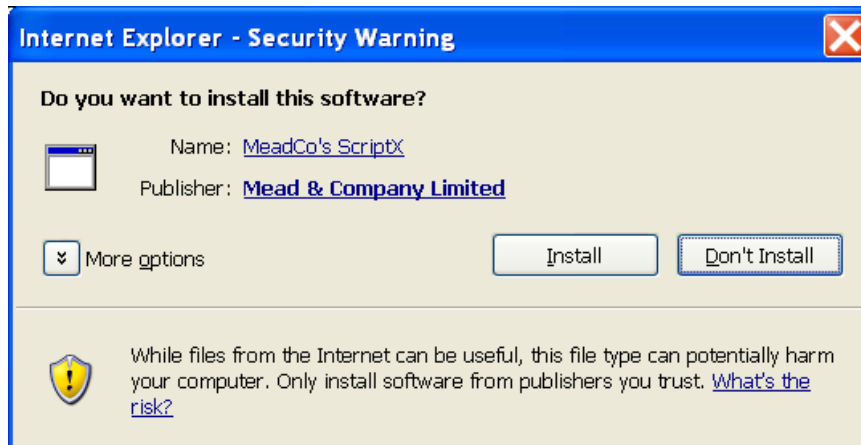 Internet Explorer - Security Warning
Do you want to install this software?
Name: MeadCo's ScriptX
Publisher: Mead & Company Limited
More options
Install
Don't Install
While files from the Internet can be useful, this file type can potentially harm
your computer. Only install software from publishers you trust. What's the
risk?